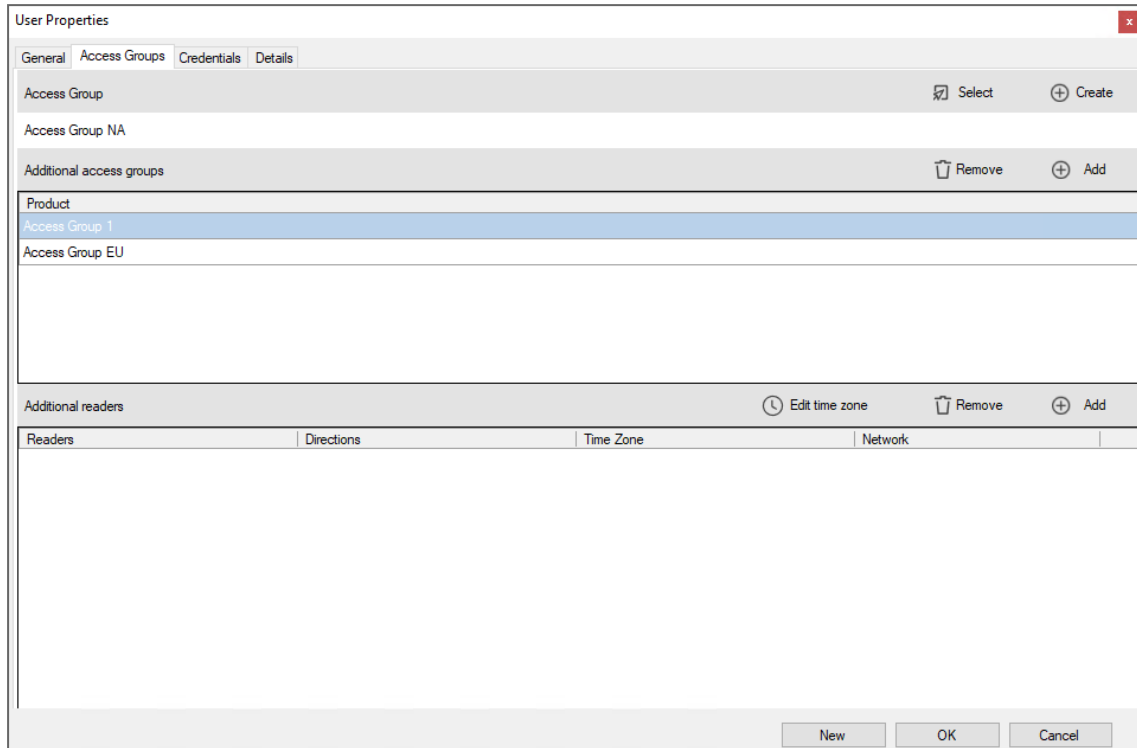 User Properties
x
General Access Groups Credentials Details
Access Group Select Create
Access Group NA
Additional access groups Remove Add
Product
Access Group 1
Access Group EU
Additional readers Edit time zone Remove Add
Readers Directions Time Zone Network
New OK Cancel